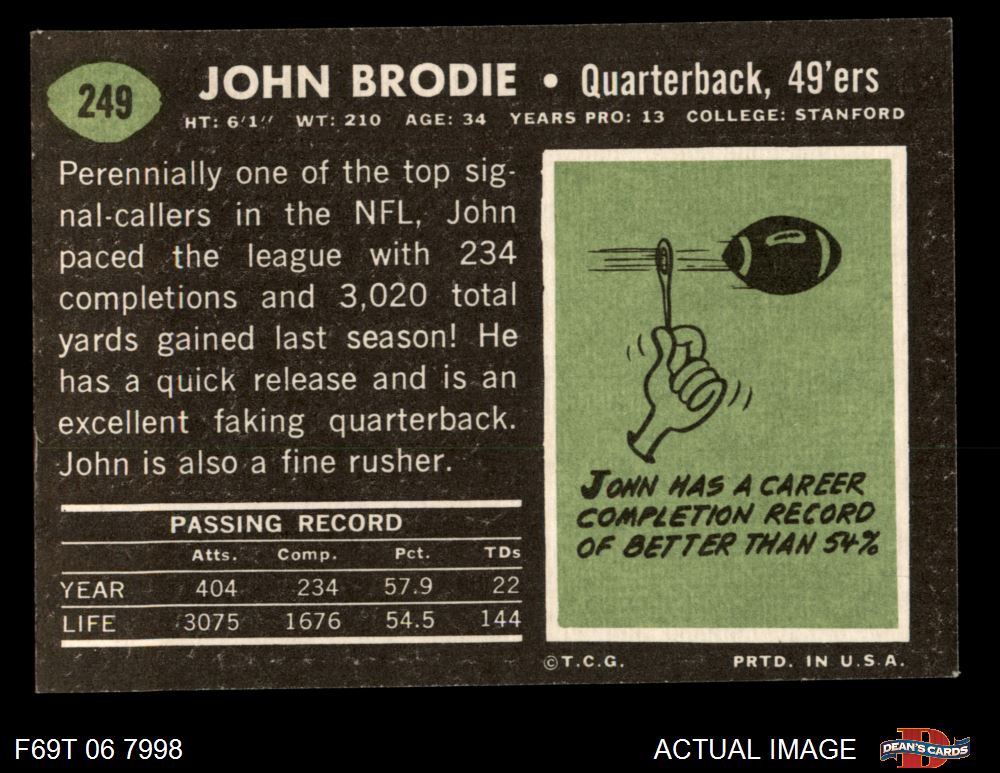 249
JOHN BRODIE • Quarterback, 49'ers
HT: 6'1" WT: 210 AGE: 34 YEARS PRO: 13 COLLEGE: STANFORD
Perennially one of the top sig-
nal-callers in the NFL, John
paced the league with 234
completions and 3,020 total
yards gained last season! He
has a quick release and is an
excellent faking quarterback.
John is also a fine rusher.
PASSING RECORD
Atts. Comp. Pct. TDs
YEAR 404 234 57.9 22
LIFE 3075 1676 54.5 144
JOHN HAS A CAREER
COMPLETION RECORD
OF BETTER THAN 54%
©T.C.G. PRTD. IN U.S.A.
F69T 06 7998
ACTUAL IMAGE
D
DEAN'S CARDS